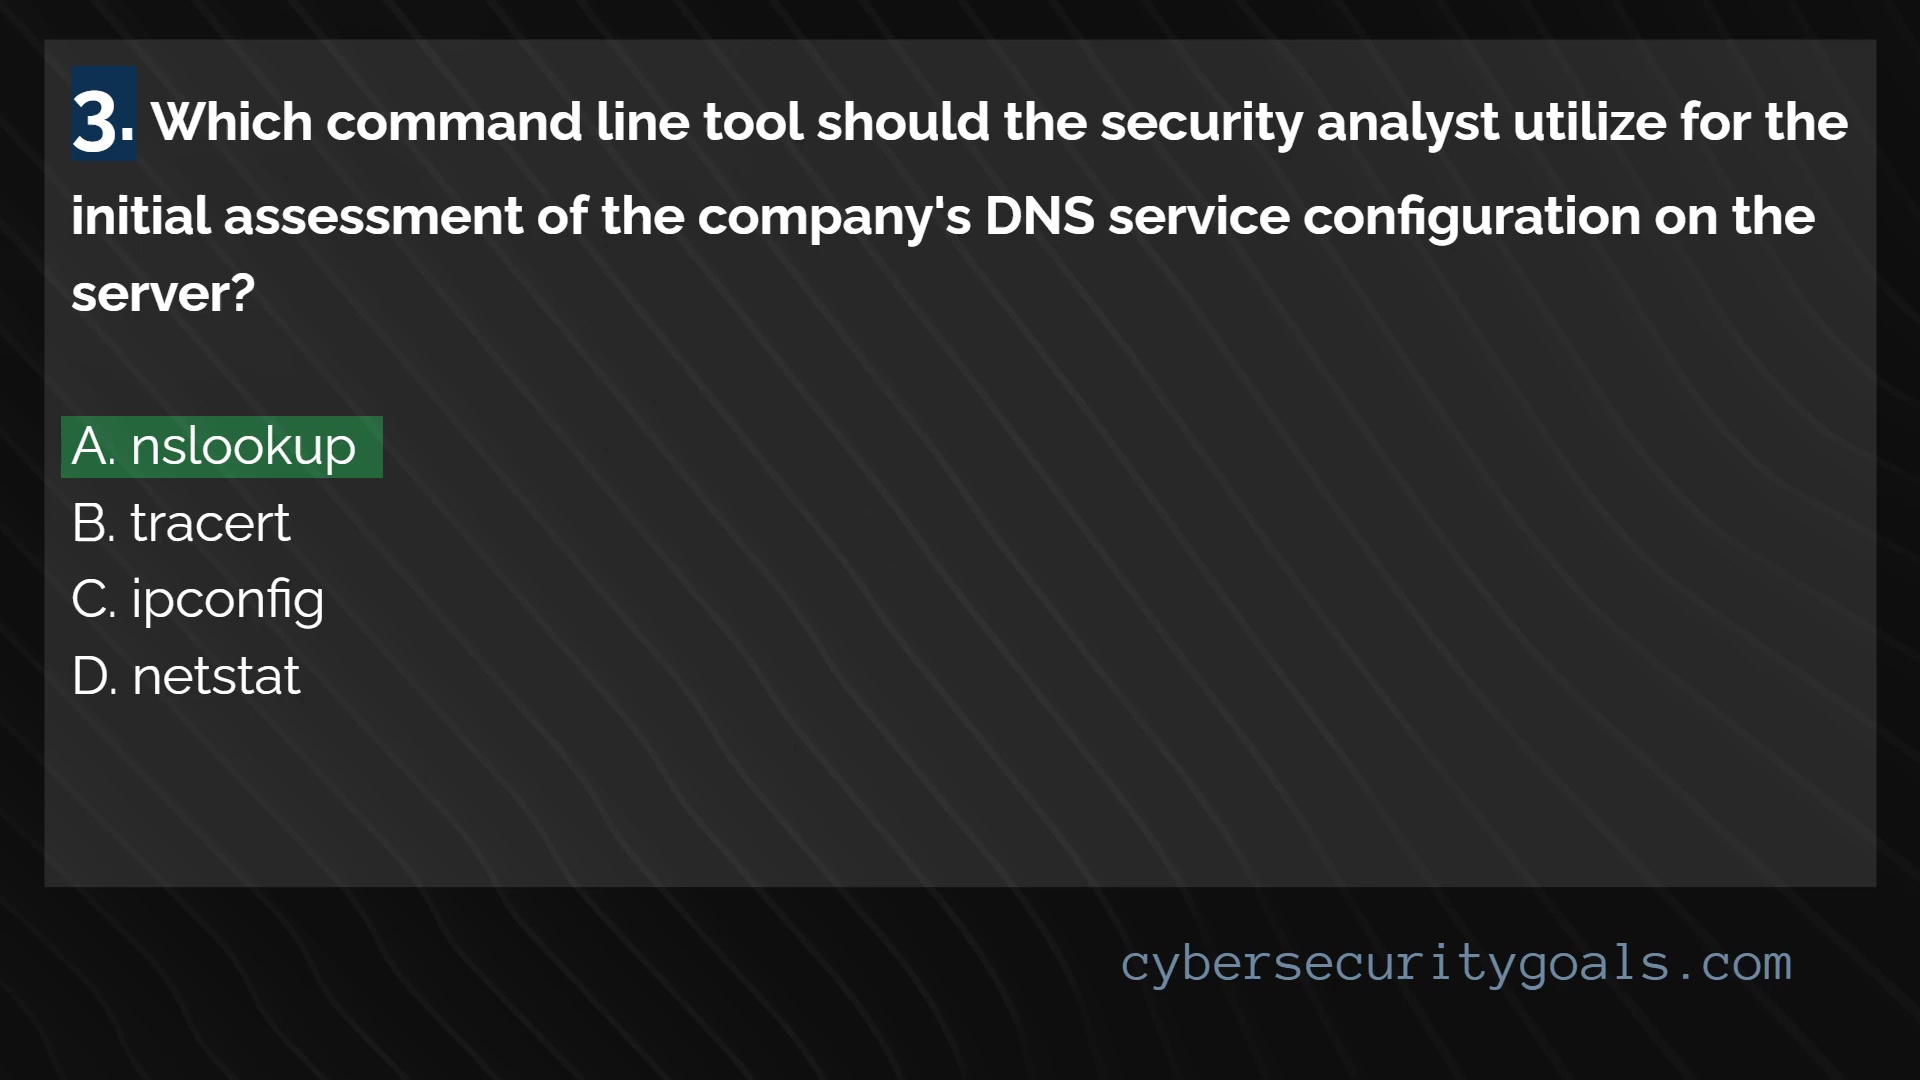 3. Which command line tool should the security analyst utilize for the
initial assessment of the company's DNS service configuration on the
server?
A. nslookup
B. tracert
C. ipconfig
D. netstat
cybersecuritygoals.com